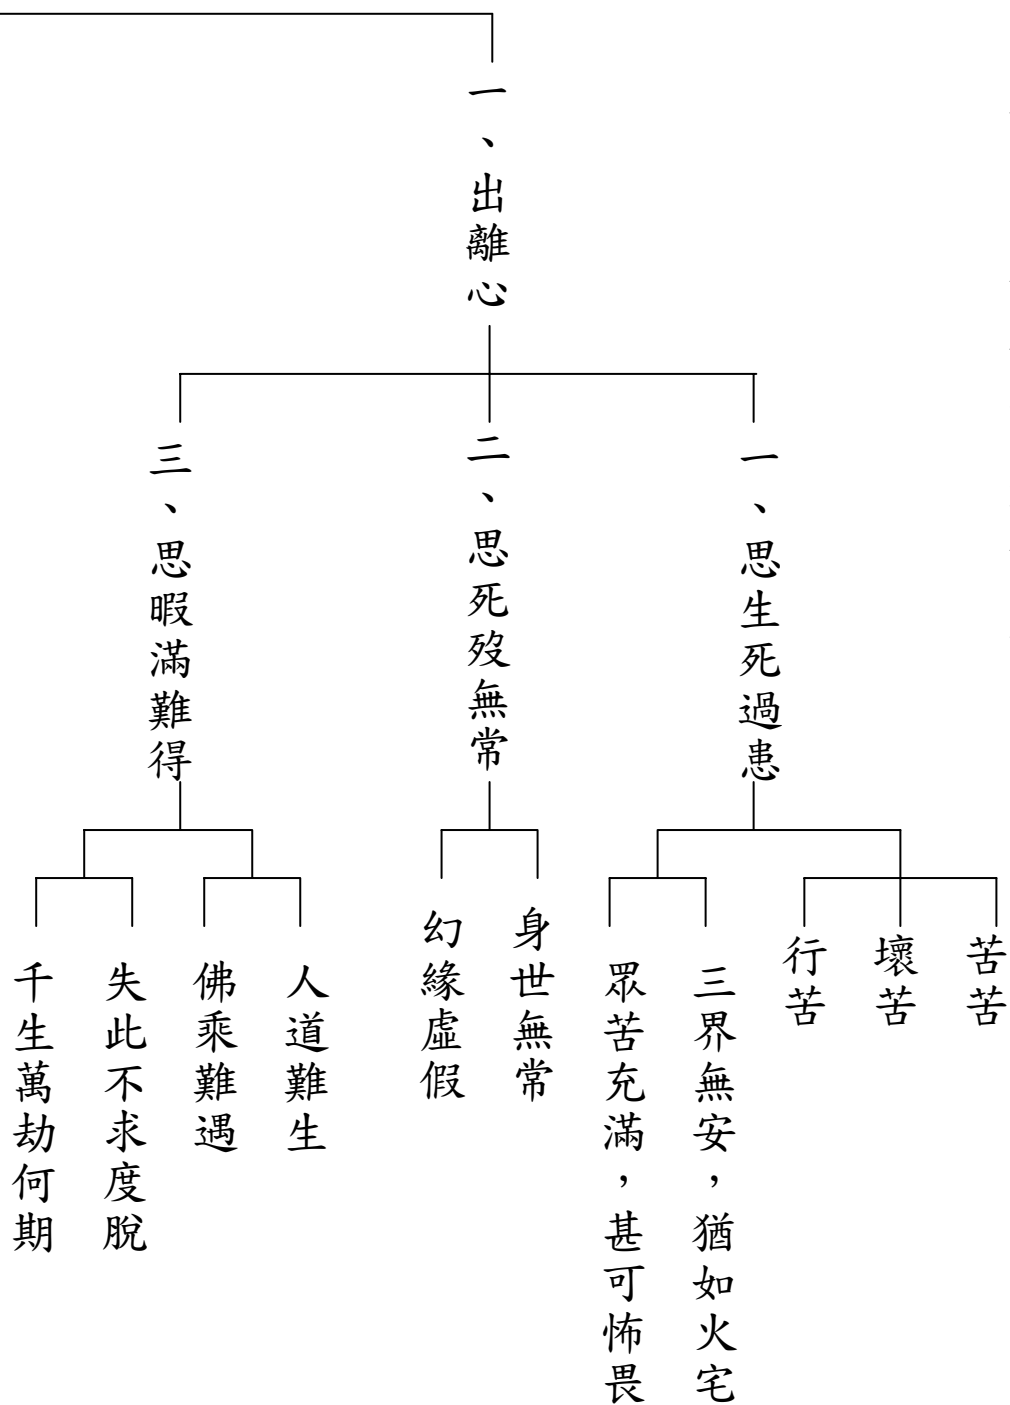 一、出離心
一、思生死過患
苦苦
壞苦
行苦
三界無安，猶如火宅
眾苦充滿，甚可怖畏
二、思死歿無常
身世無常
幻緣虛假
三、思暇滿難得
人道難生
佛乘難遇
失此不求度脫
千生萬劫何期